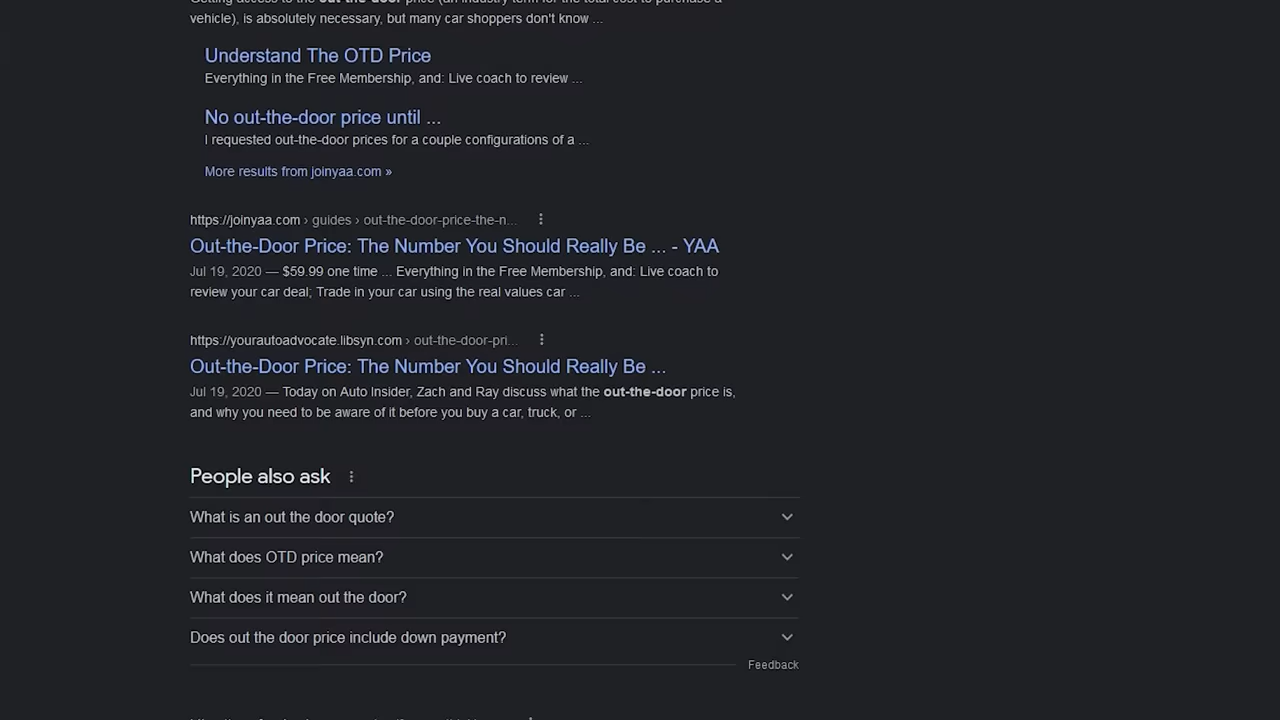 vehicle), is absolutely necessary, but many car shoppers don't know ...
Understand The OTD Price
Everything in the Free Membership, and: Live coach to review ...
No out-the-door price until ...
I requested out-the-door prices for a couple configurations of a ...
More results from joinyaa.com »
https://joinyaa.com › guides › out-the-door-price-the-n...
Out-the-Door Price: The Number You Should Really Be ... - YAA
Jul 19, 2020 — $59.99 one time ... Everything in the Free Membership, and: Live coach to
review your car deal; Trade in your car using the real values car ...
https://yourautoadvocate.libsyn.com › out-the-door-pri...
Out-the-Door Price: The Number You Should Really Be ...
Jul 19, 2020 — Today on Auto Insider, Zach and Ray discuss what the out-the-door price is,
and why you need to be aware of it before you buy a car, truck, or ...
People also ask
What is an out the door quote?
What does OTD price mean?
What does it mean out the door?
Does out the door price include down payment?
Feedback